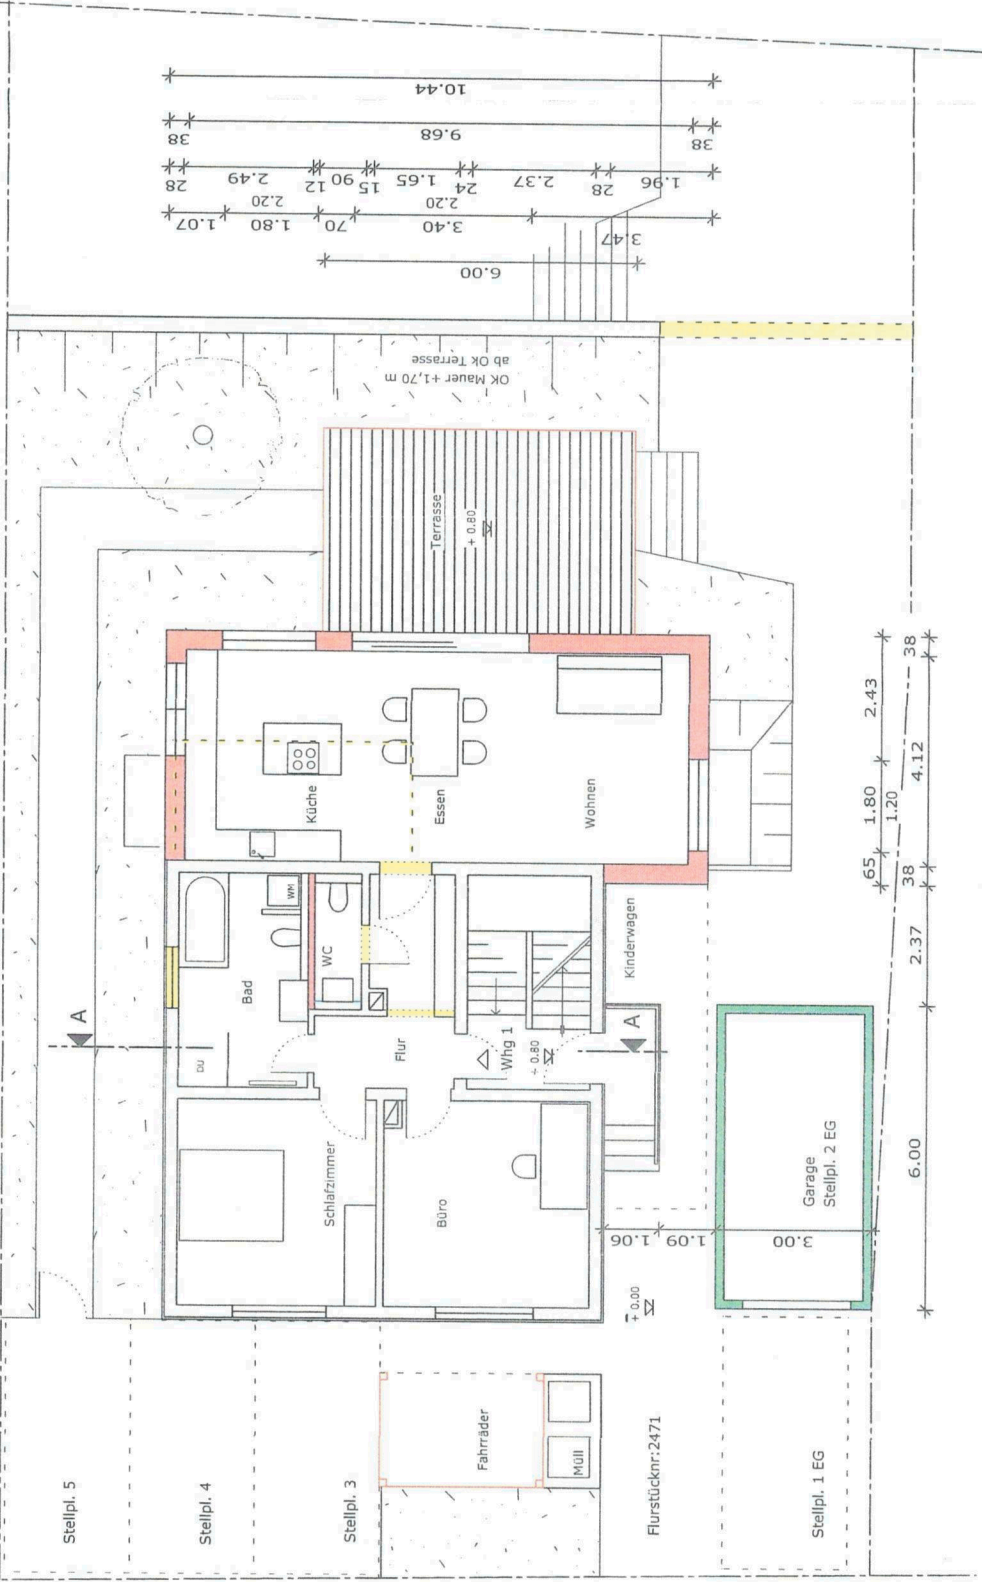 10.44
38
9.68
38
28
2.49
12
90
15
1.65
24
2.37
28
1.96
1.07
1.80
2.20
70
3.40
2.20
3.47
6.00
OK Mauer +1,70 m
ab Ok Terrasse
Terrasse
+ 0.80
Küche
Essen
Wohnen
Bad
WM
DU
WC
Flur
Whg 1
+ 0.80
Kinderwagen
A
A
Schlafzimmer
Büro
38
2.43
4.12
1.80
1.20
65
38
2.37
6.00
Garage
Stellpl. 2 EG
3.00
1.09
1.06
+ 0.00
Fahrräder
Müll
Flurstücknr:2471
Stellpl. 5
Stellpl. 4
Stellpl. 3
Stellpl. 1 EG